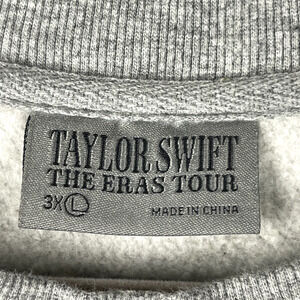 TAYLOR SWIFT
THE ERAS TOUR
3XL MADE IN CHINA